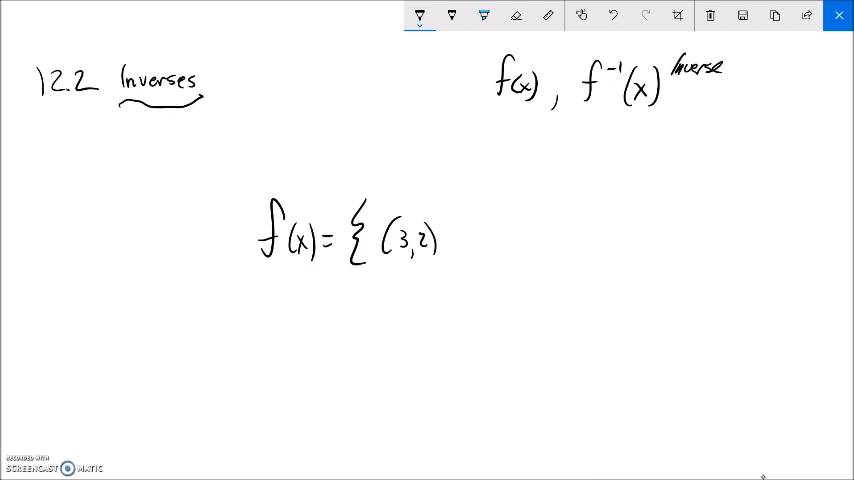 12.2 Inverses
f(x), f⁻¹(x) Inverse
f(x) = { (3,2)
RECORDED WITH
SCREENCAST MATIC